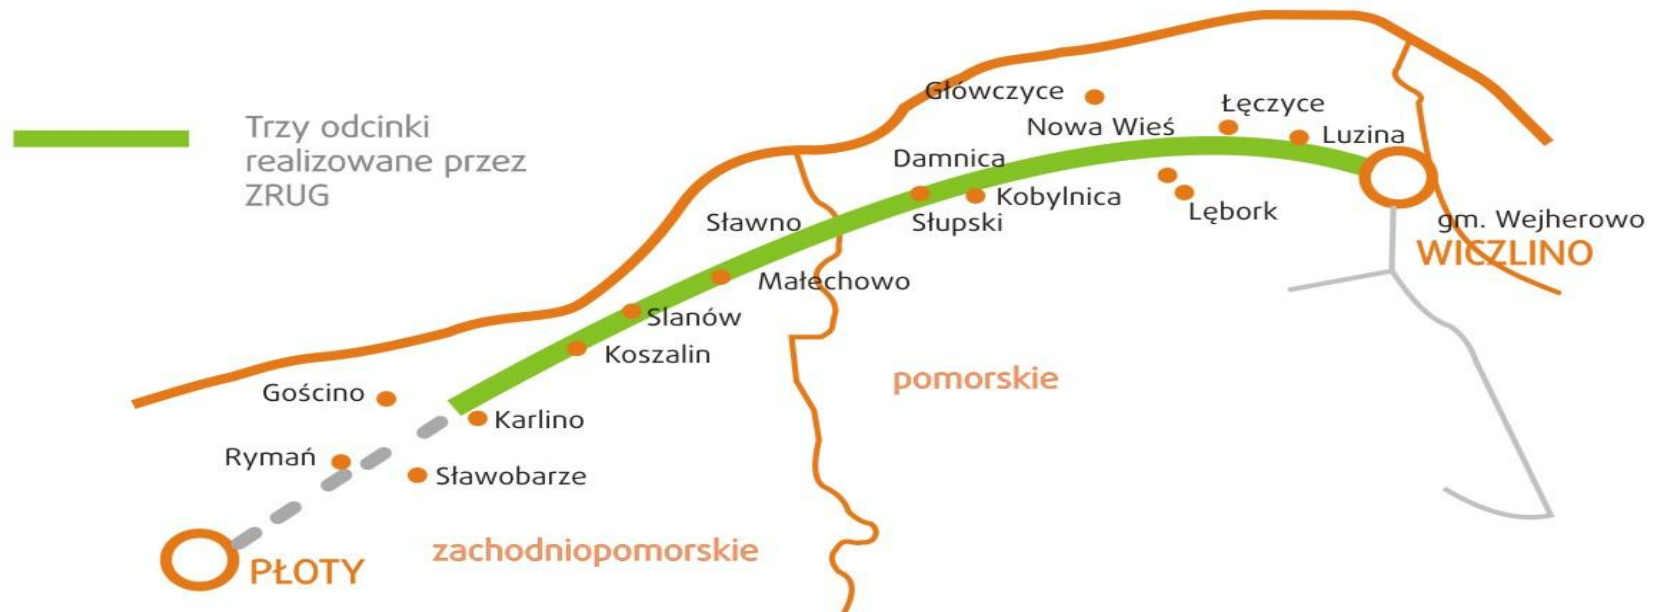 Trzy odcinki
realizowane przez
ZRUG
Główczyce
Łęczyce
Nowa Wieś
Luzina
Damnica
Kobylnica
Lębork
Sławno
Słupski
gm. Wejherowo
WICZLINO
Małechowo
Slanów
Koszalin
pomorskie
Gościno
Karlino
Rymań
Sławobarze
zachodniopomorskie
PŁOTY